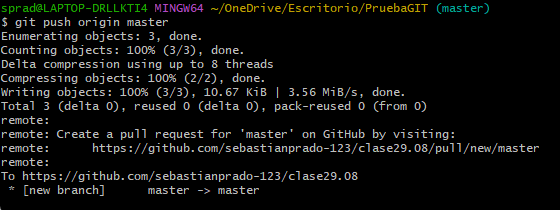 sprad@LAPTOP-DRLLKTI4 MINGW64 ~/OneDrive/Escritorio/PruebaGIT (master)
$ git push origin master
Enumerating objects: 3, done.
Counting objects: 100% (3/3), done.
Delta compression using up to 8 threads
Compressing objects: 100% (2/2), done.
Writing objects: 100% (3/3), 10.67 KiB | 3.56 MiB/s, done.
Total 3 (delta 0), reused 0 (delta 0), pack-reused 0 (from 0)
remote:
remote: Create a pull request for 'master' on GitHub by visiting:
remote:      https://github.com/sebastianprado-123/clase29.08/pull/new/master
remote:
To https://github.com/sebastianprado-123/clase29.08
 * [new branch]      master -> master